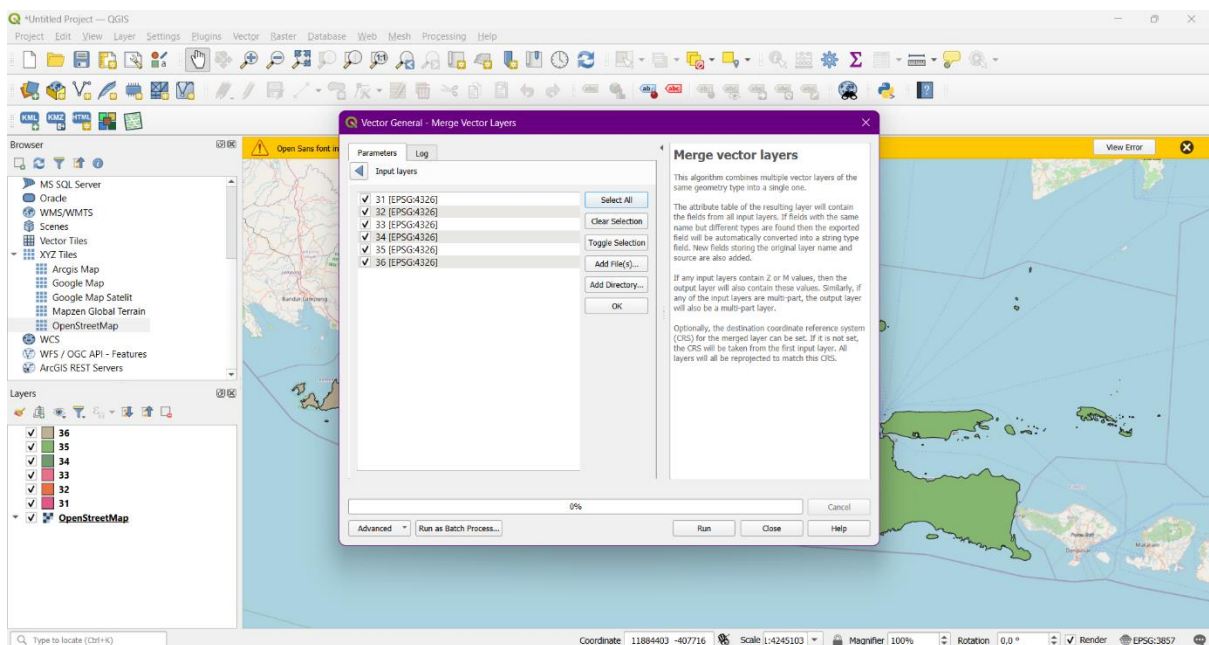 *Untitled Project — QGIS
Project Edit View Layer Settings Plugins Vector Raster Database Web Mesh Processing Help
KML KMZ HTML
Browser
MS SQL Server
Oracle
WMS/WMTS
Scenes
Vector Tiles
XYZ Tiles
Arcgis Map
Google Map
Google Map Satelit
Mapzen Global Terrain
OpenStreetMap
WCS
WFS / OGC API - Features
ArcGIS REST Servers
Layers
36
35
34
33
32
31
OpenStreetMap
Open Sans font in
View Error
Vector General - Merge Vector Layers
Parameters Log
Input layers
31 [EPSG:4326]
32 [EPSG:4326]
33 [EPSG:4326]
34 [EPSG:4326]
35 [EPSG:4326]
36 [EPSG:4326]
Select All
Clear Selection
Toggle Selection
Add File(s)...
Add Directory...
OK
Merge vector layers
This algorithm combines multiple vector layers of the
same geometry type into a single one.
The attribute table of the resulting layer will contain
the fields from all input layers. If fields with the same
name but different types are found then the exported
field will be automatically converted into a string type
field. New fields storing the original layer name and
source are also added.
If any input layers contain Z or M values, then the
output layer will also contain these values. Similarly, if
any of the input layers are multi-part, the output layer
will also be a multi-part layer.
Optionally, the destination coordinate reference system
(CRS) for the merged layer can be set. If it is not set,
the CRS will be taken from the first input layer. All
layers will all be reprojected to match this CRS.
0%
Cancel
Advanced Run as Batch Process...
Run Close Help
Bandar Lampung
Denpasar
Mataram
Type to locate (Ctrl+K)
Coordinate 11884403 -407716 Scale 1:4245103 Magnifier 100% Rotation 0,0 ° Render EPSG:3857